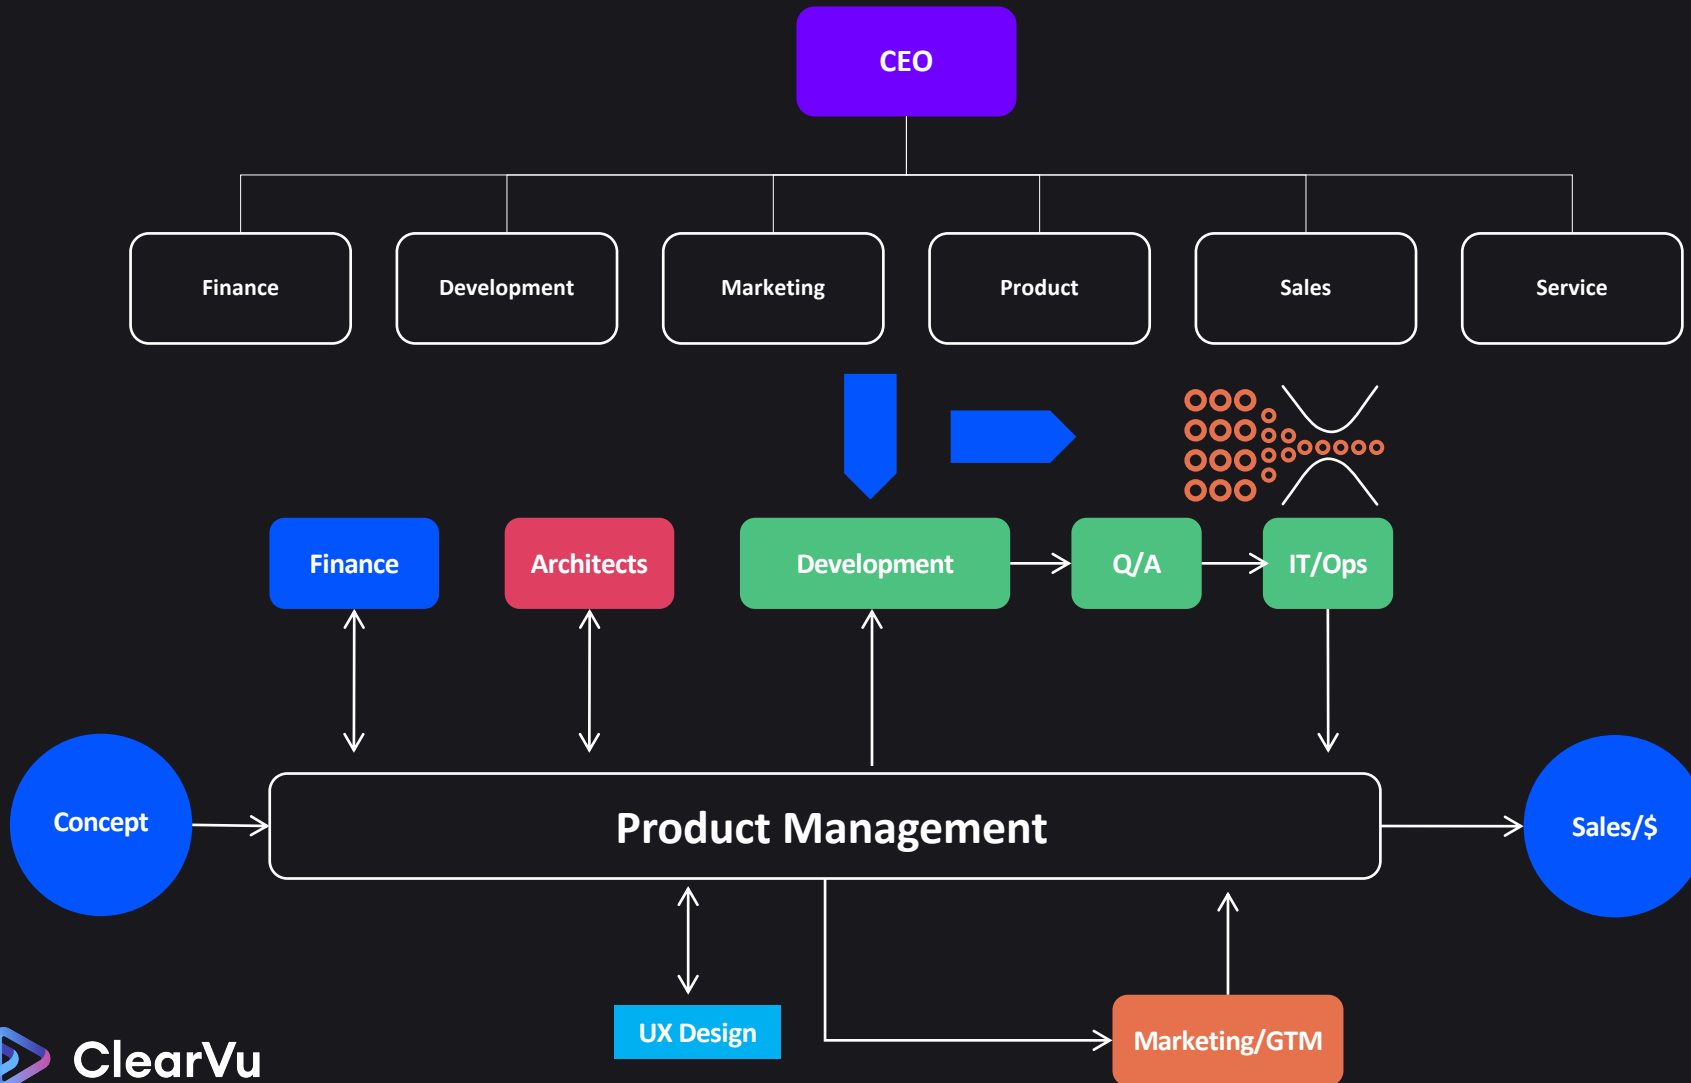 CEO
Finance
Development
Marketing
Product
Sales
Service
Finance
Architects
Development
Q/A
IT/Ops
Concept
Product Management
Sales/$
UX Design
Marketing/GTM
ClearVu